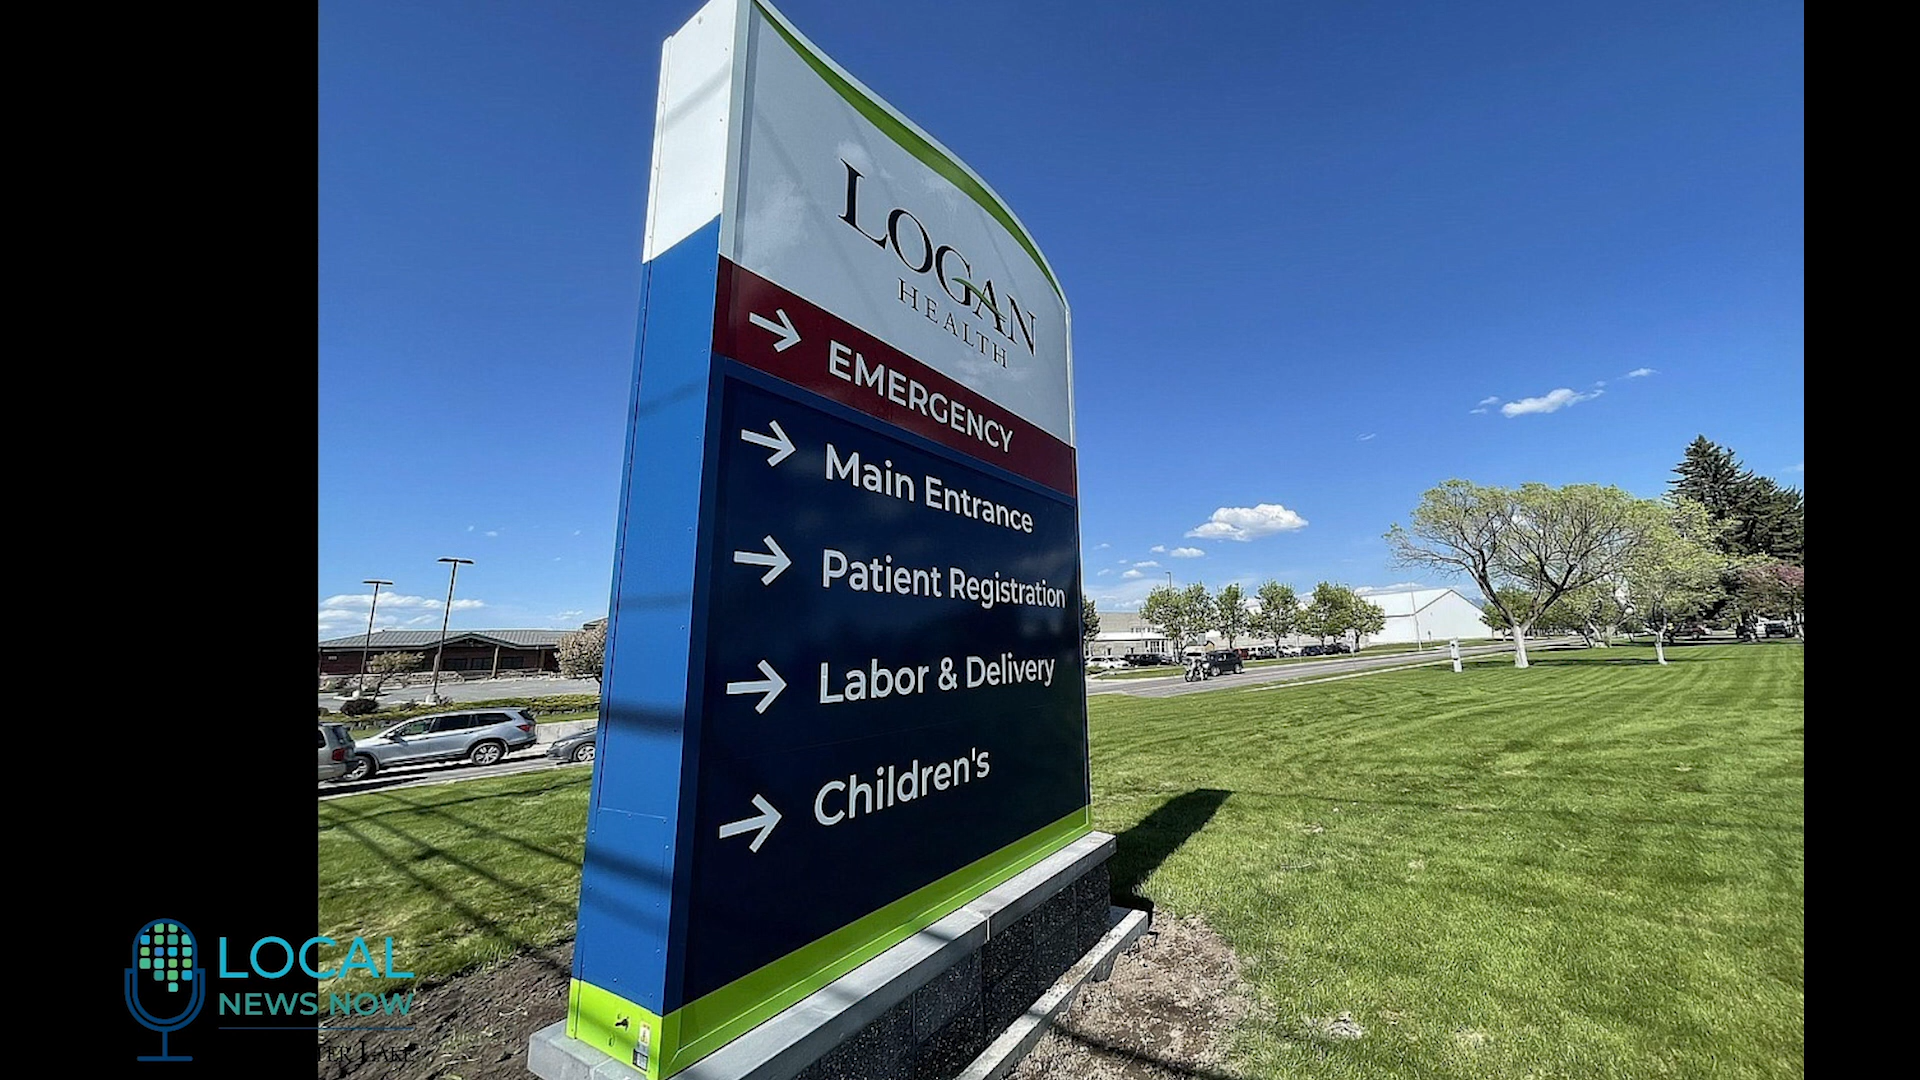 LOGAN
HEALTH
EMERGENCY
Main Entrance
Patient Registration
Labor & Delivery
Children's
LOCAL
NEWS NOW